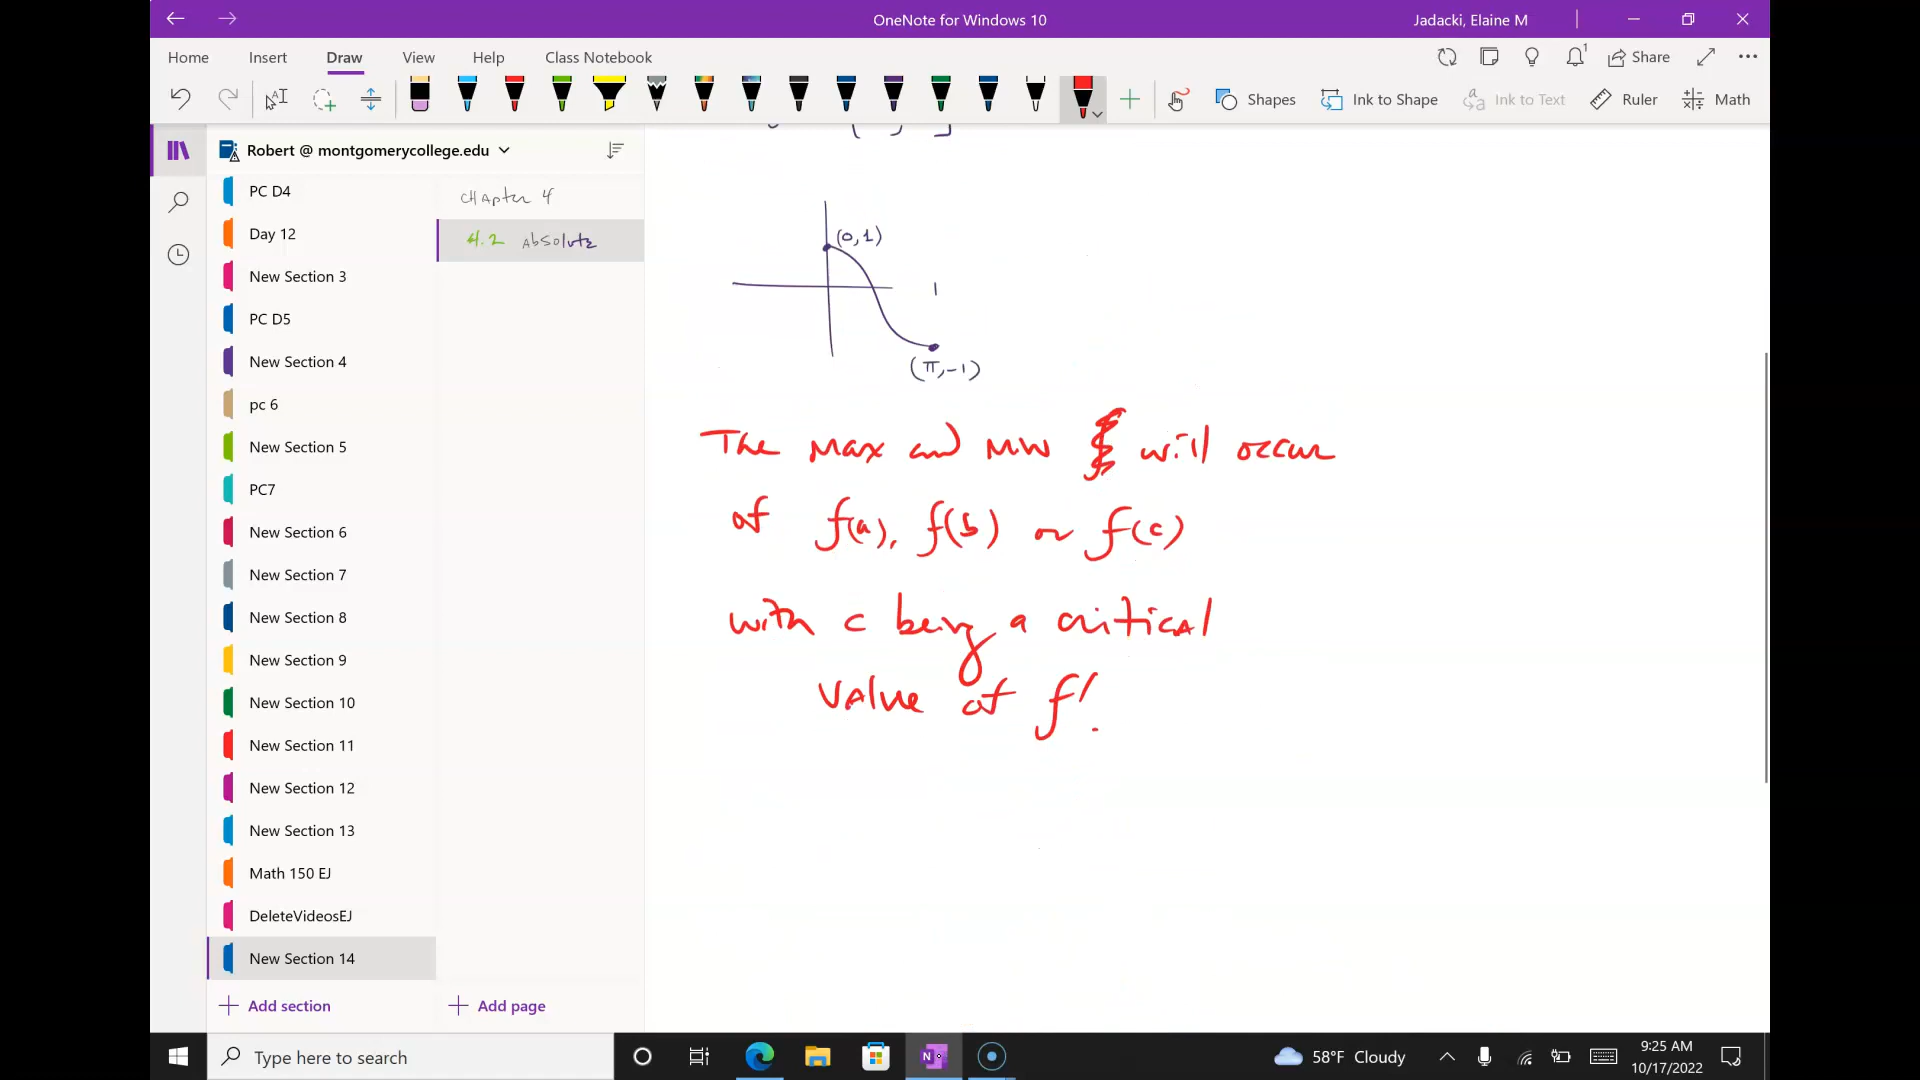 OneNote for Windows 10
Jadacki, Elaine M
Home Insert Draw View Help Class Notebook
1
Share
Shapes
Ink to Shape
Ink to Text
Ruler
Math
Robert @ montgomerycollege.edu
PC D4
Day 12
New Section 3
PC D5
New Section 4
pc 6
New Section 5
PC7
New Section 6
New Section 7
New Section 8
New Section 9
New Section 10
New Section 11
New Section 12
New Section 13
Math 150 EJ
DeleteVideosEJ
New Section 14
Add section
CHApter 4
4.2 Absolute
Add page
(0,1)
(π,-1)
The Max and MIN will occur
at f(a), f(b) or f(c)
with c being a critical
value of f!
Type here to search
58°F Cloudy
9:25 AM
10/17/2022